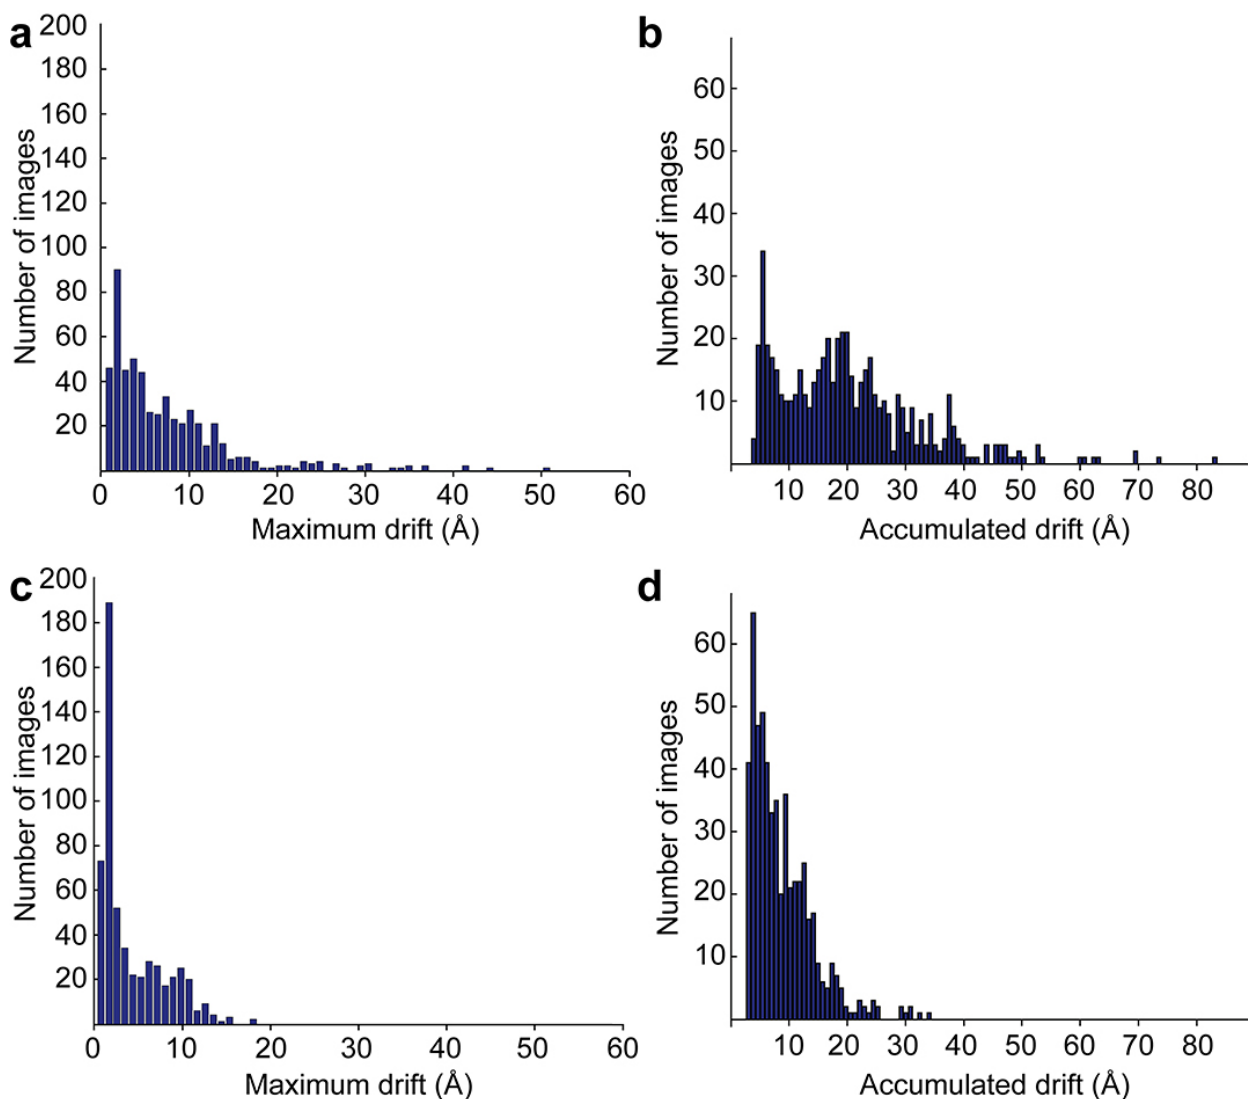 a
200
180
160
140
120
100
80
60
40
20
Number of images
0 10 20 30 40 50 60
Maximum drift (Å)
b
60
50
40
30
20
10
Number of images
10 20 30 40 50 60 70 80
Accumulated drift (Å)
c
200
180
160
140
120
100
80
60
40
20
Number of images
0 10 20 30 40 50 60
Maximum drift (Å)
d
60
50
40
30
20
10
Number of images
10 20 30 40 50 60 70 80
Accumulated drift (Å)